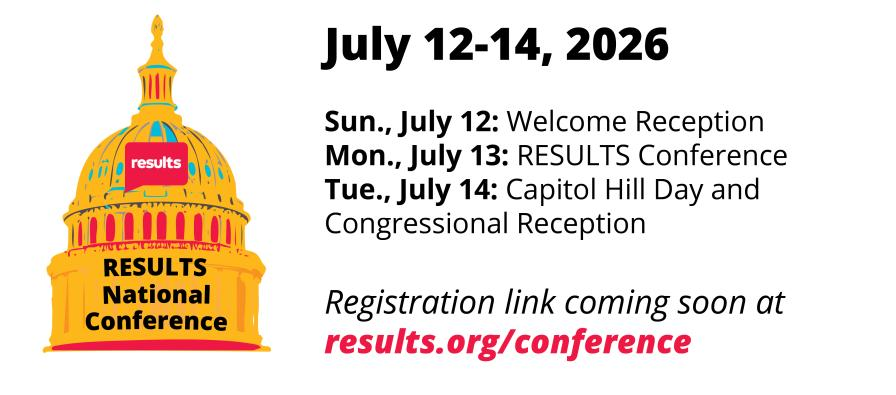 results
RESULTS
National
Conference
July 12-14, 2026
Sun., July 12: Welcome Reception
Mon., July 13: RESULTS Conference
Tue., July 14: Capitol Hill Day and
Congressional Reception
Registration link coming soon at
results.org/conference